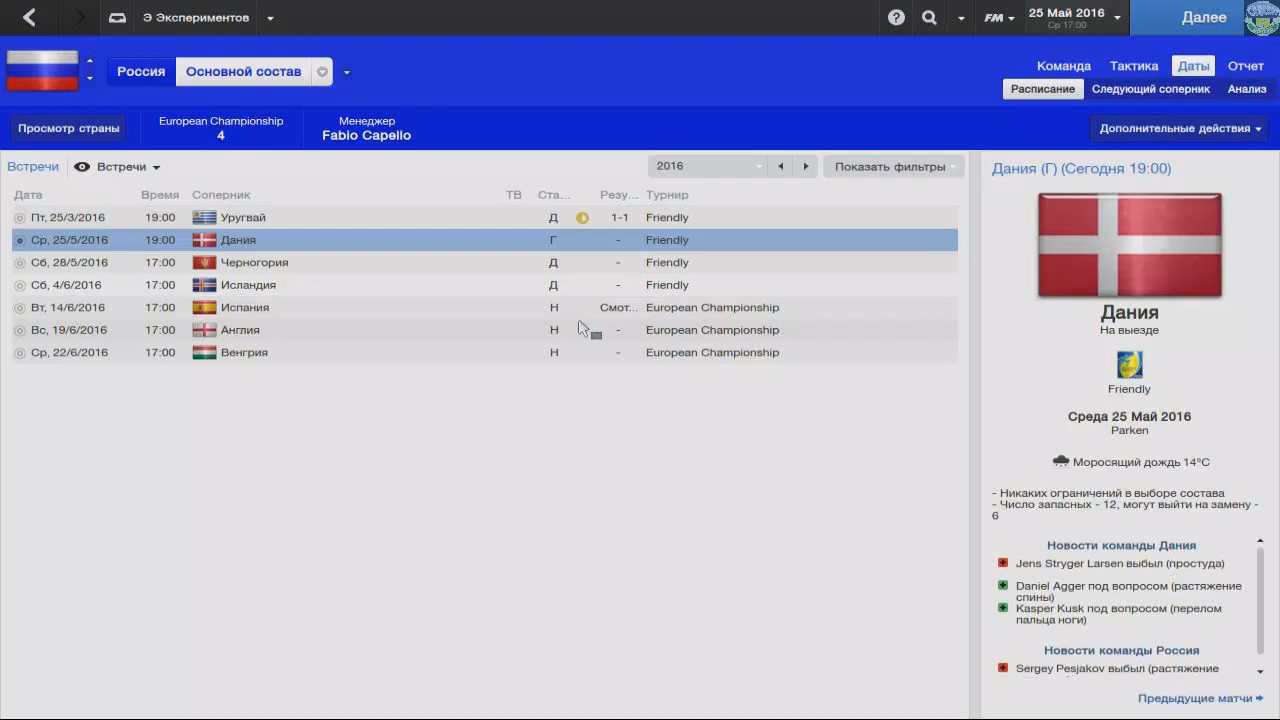 Э Экспериментов
FM
25 Май 2016
Ср 17:00
Далее
Россия
Основной состав
Команда
Тактика
Даты
Отчет
Расписание
Следующий соперник
Анализ
Просмотр страны
European Championship
4
Менеджер
Fabio Capello
Дополнительные действия
Встречи
Встречи
2016
Показать фильтры
Дата Время Соперник ТВ Ста... Резу... Турнир
Пт, 25/3/2016 19:00 Уругвай Д 1-1 Friendly
Ср, 25/5/2016 19:00 Дания Г - Friendly
Сб, 28/5/2016 17:00 Черногория Д - Friendly
Сб, 4/6/2016 17:00 Исландия Д - Friendly
Вт, 14/6/2016 17:00 Испания Н Смот... European Championship
Вс, 19/6/2016 17:00 Англия Н - European Championship
Ср, 22/6/2016 17:00 Венгрия Н - European Championship
Дания (Г) (Сегодня 19:00)
Дания
На выезде
Friendly
Среда 25 Май 2016
Parken
Моросящий дождь 14°C
- Никаких ограничений в выборе состава
- Число запасных - 12, могут выйти на замену -
6
Новости команды Дания
Jens Stryger Larsen выбыл (простуда)
Daniel Agger под вопросом (растяжение
спины)
Kasper Kusk под вопросом (перелом
пальца ноги)
Новости команды Россия
Sergey Pesjakov выбыл (растяжение
Предыдущие матчи